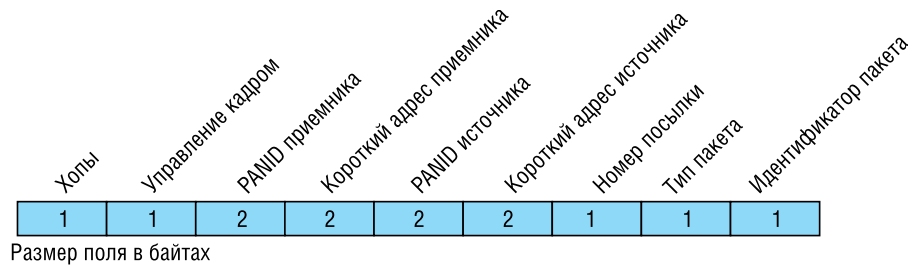 Хопы
Управление кадром
PANID приемника
Короткий адрес приемника
PANID источника
Короткий адрес источника
Номер посылки
Тип пакета
Идентификатор пакета
1 1 2 2 2 2 1 1 1
Размер поля в байтах